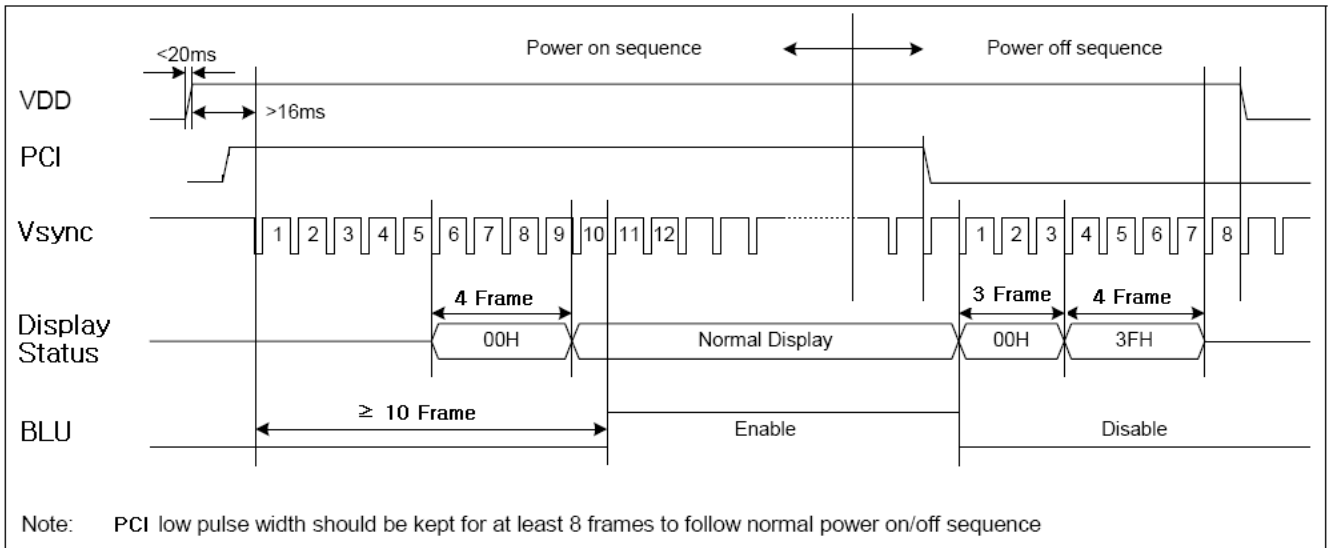 Power on sequence
Power off sequence
<20ms
VDD
>16ms
PCI
Vsync
1 2 3 4 5 6 7 8 9 10 11 12
1 2 3 4 5 6 7 8
4 Frame
3 Frame
4 Frame
Display
Status
00H
Normal Display
00H
3FH
≥ 10 Frame
BLU
Enable
Disable
Note: PCI low pulse width should be kept for at least 8 frames to follow normal power on/off sequence